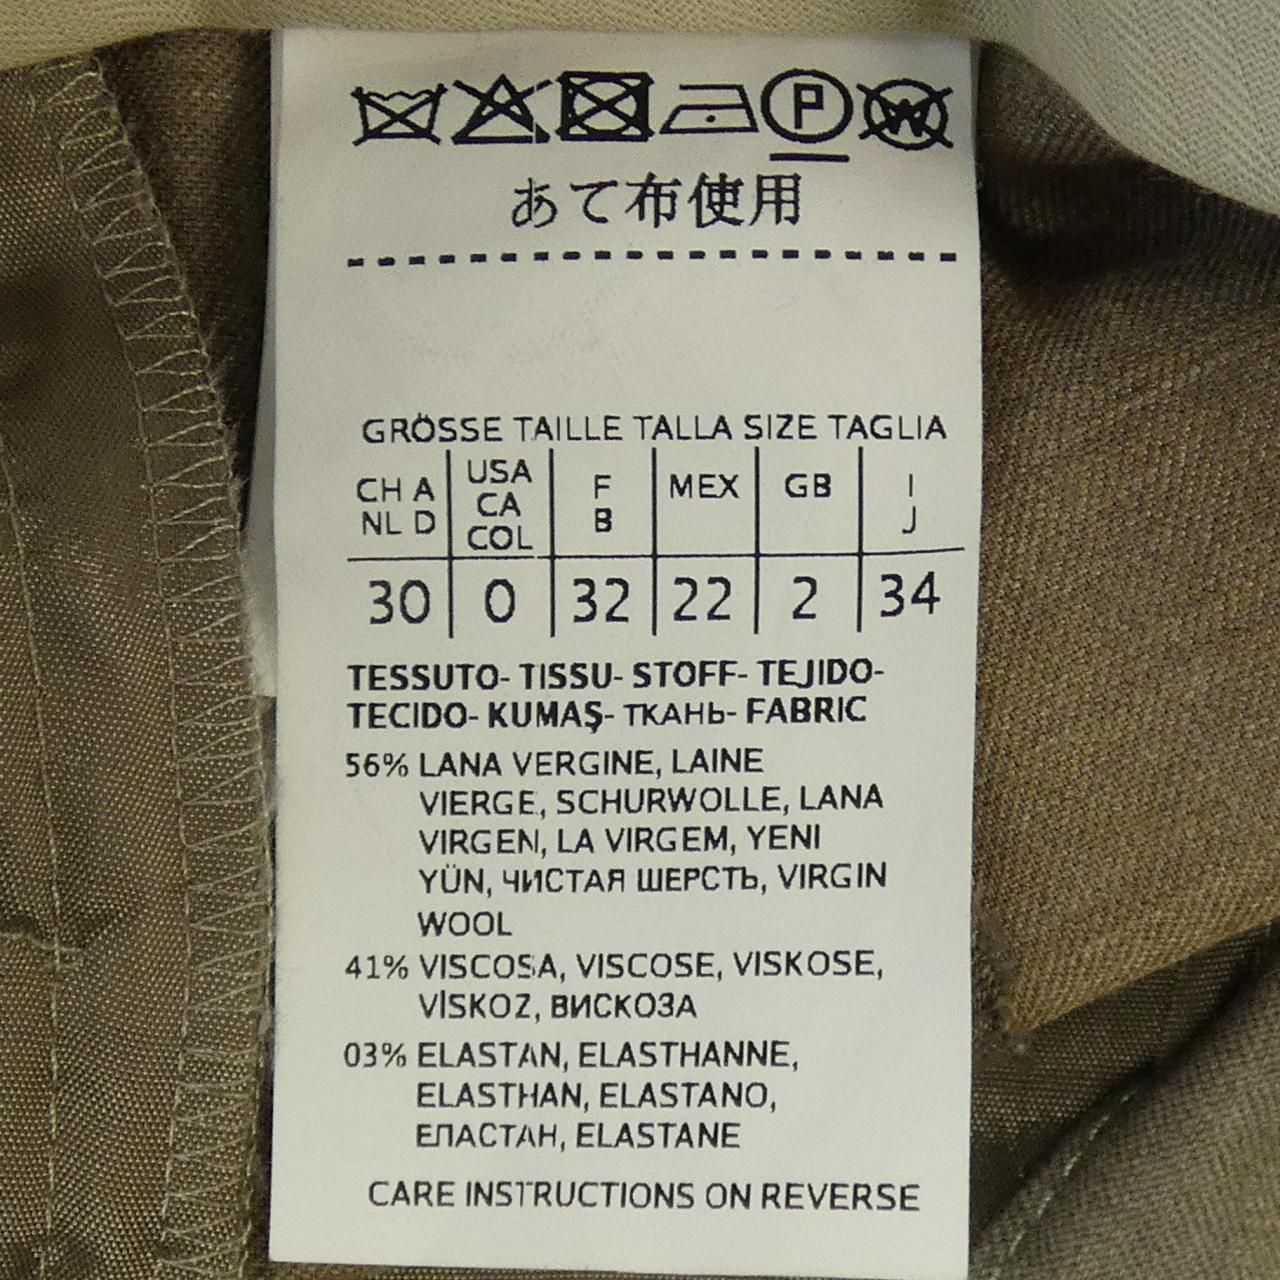 P W
あて布使用
GRÖSSE TAILLE TALLA SIZE TAGLIA
CH A NL D USA CA COL F B MEX GB I J
30 0 32 22 2 34
TESSUTO- TISSU- STOFF- TEJIDO-
TECIDO- KUMAŞ- ТКАНЬ- FABRIC
56% LANA VERGINE, LAINE
VIERGE, SCHURWOLLE, LANA
VIRGEN, LA VIRGEM, YENI
YÜN, ЧИСТАЯ ШЕРСТЬ, VIRGIN
WOOL
41% VISCOSA, VISCOSE, VISKOSE,
VİSKOZ, ВИСКОЗА
03% ELASTAN, ELASTHANNE,
ELASTHAN, ELASTANO,
ЕЛАСТАН, ELASTANE
CARE INSTRUCTIONS ON REVERSE